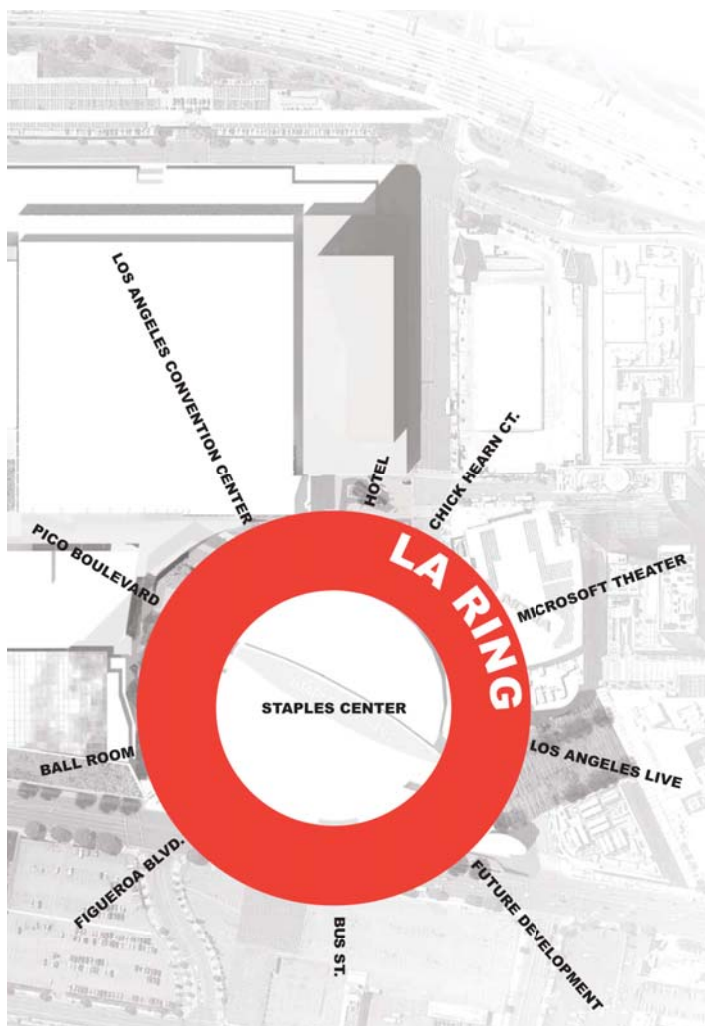 LOS ANGELES CONVENTION CENTER
HOTEL
CHICK HEARN CT.
PICO BOULEVARD
LA RING
MICROSOFT THEATER
STAPLES CENTER
BALL ROOM
LOS ANGELES LIVE
FIGUEROA BLVD.
BUS ST.
FUTURE DEVELOPMENT